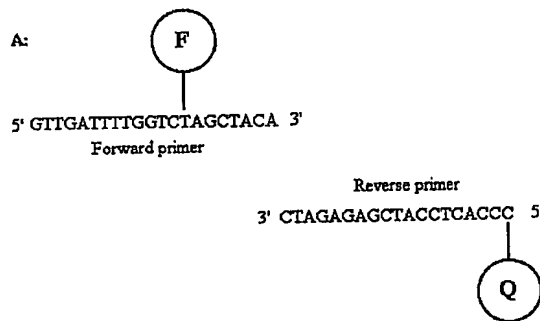 A:
F
5' GTTGATTTTGGTCTAGCTACA 3'
Forward primer
Reverse primer
3' CTAGAGAGCTACCTCACCC 5
Q